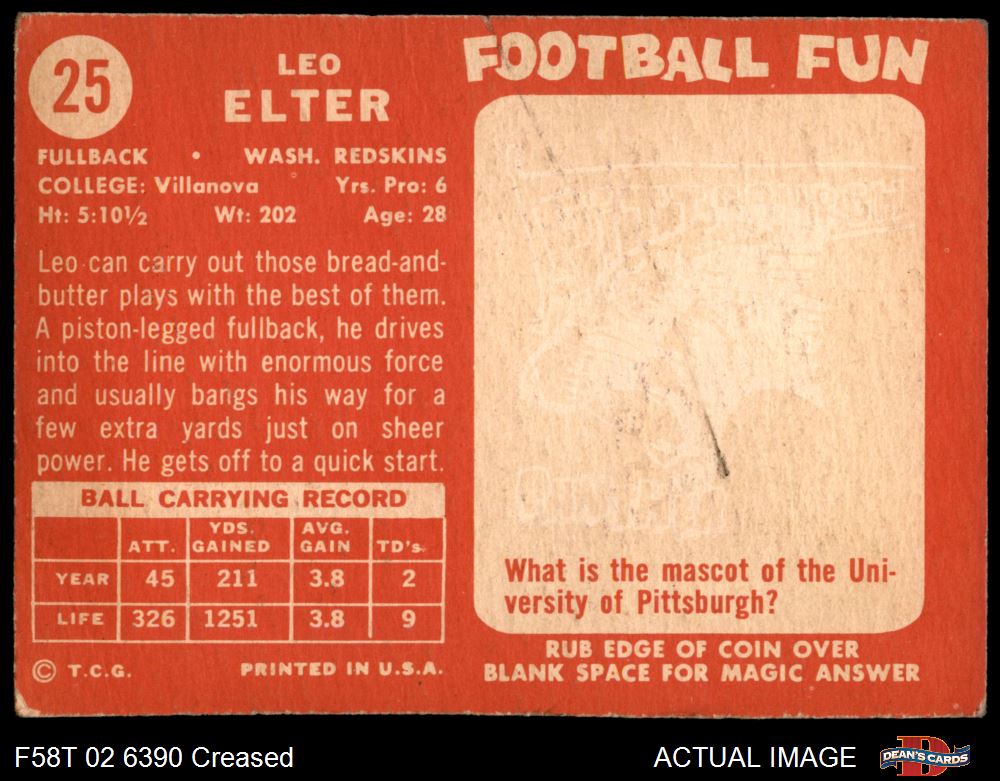 25
LEO
ELTER
FULLBACK • WASH. REDSKINS
COLLEGE: Villanova Yrs. Pro: 6
Ht: 5:10½ Wt: 202 Age: 28
Leo can carry out those bread-and-
butter plays with the best of them.
A piston-legged fullback, he drives
into the line with enormous force
and usually bangs his way for a
few extra yards just on sheer
power. He gets off to a quick start.
BALL CARRYING RECORD
ATT. YDS. GAINED AVG. GAIN TD's
YEAR 45 211 3.8 2
LIFE 326 1251 3.8 9
© T.C.G. PRINTED IN U.S.A.
FOOTBALL FUN
What is the mascot of the Uni-
versity of Pittsburgh?
RUB EDGE OF COIN OVER
BLANK SPACE FOR MAGIC ANSWER
F58T 02 6390 Creased ACTUAL IMAGE DEAN'S CARDS